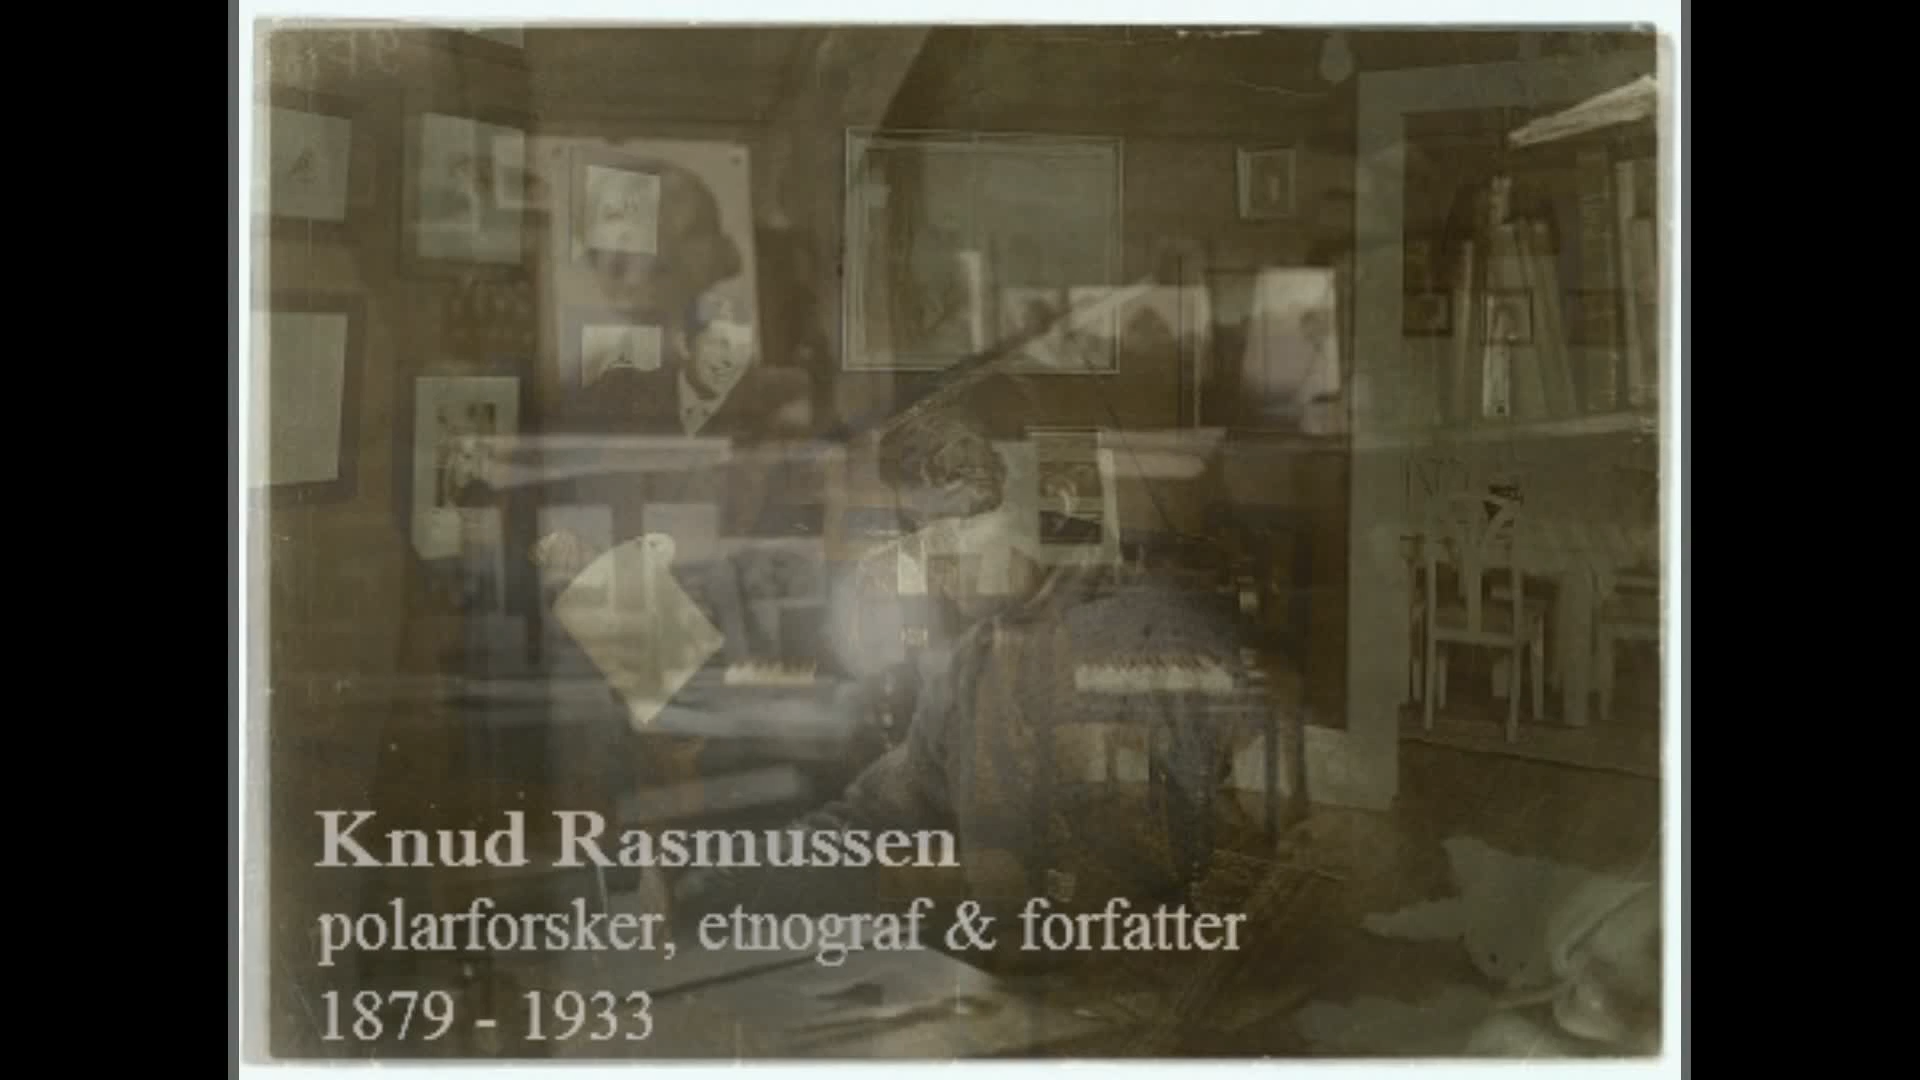 Knud Rasmussen
polarforsker, etnograf & forfatter
1879 - 1933